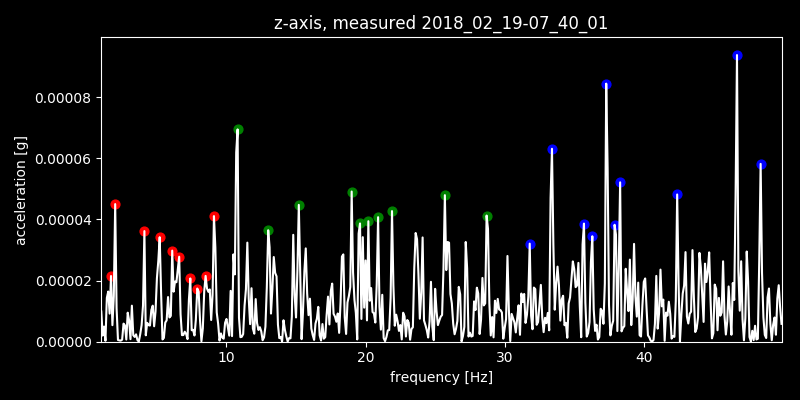 z-axis, measured 2018_02_19-07_40_01
acceleration [g]
0.00008
0.00006
0.00004
0.00002
0.00000
10 20 30 40
frequency [Hz]